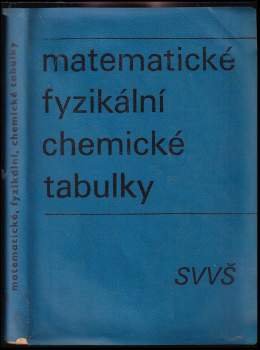 matematické
fyzikální
chemické
tabulky
SVVŠ
matematické, fyzikální, chemické tabulky